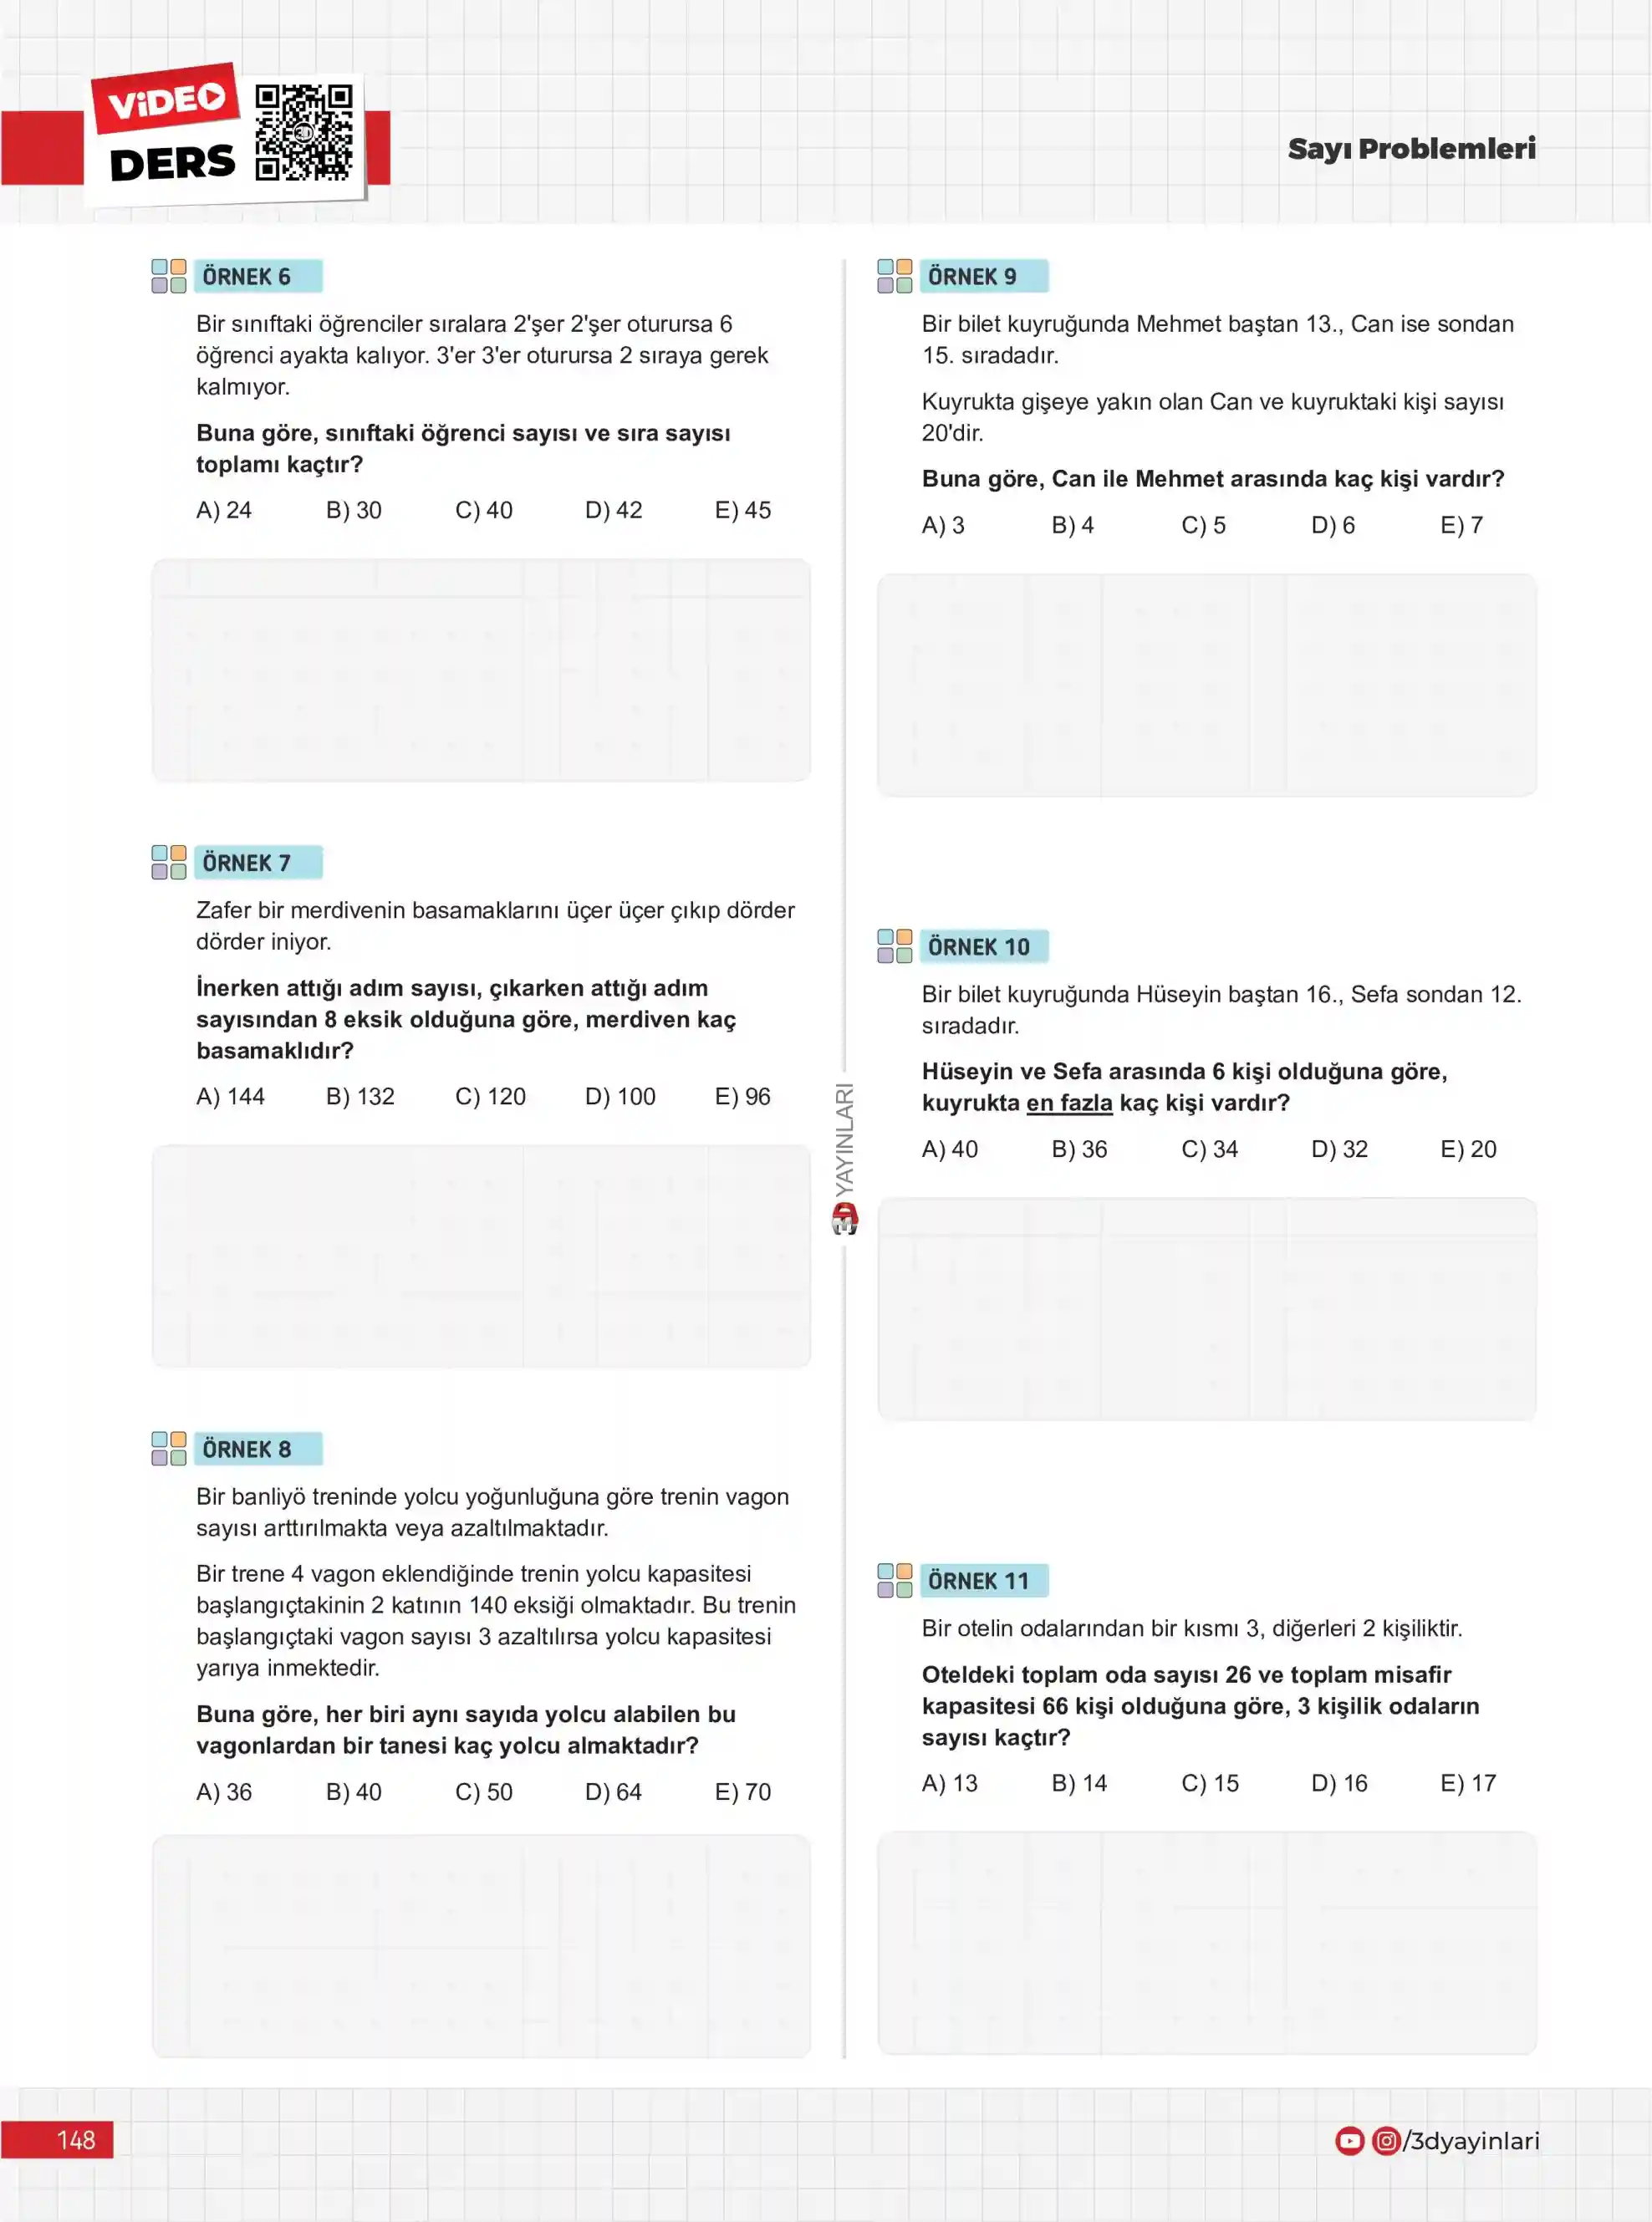 VİDEO
DERS
Sayı Problemleri
ÖRNEK 6
Bir sınıftaki öğrenciler sıralara 2'şer 2'şer oturursa 6
öğrenci ayakta kalıyor. 3'er 3'er oturursa 2 sıraya gerek
kalmıyor.
Buna göre, sınıftaki öğrenci sayısı ve sıra sayısı
toplamı kaçtır?
A) 24 B) 30 C) 40 D) 42 E) 45
ÖRNEK 7
Zafer bir merdivenin basamaklarını üçer üçer çıkıp dörder
dörder iniyor.
İnerken attığı adım sayısı, çıkarken attığı adım
sayısından 8 eksik olduğuna göre, merdiven kaç
basamaklıdır?
A) 144 B) 132 C) 120 D) 100 E) 96
ÖRNEK 8
Bir banliyö treninde yolcu yoğunluğuna göre trenin vagon
sayısı arttırılmakta veya azaltılmaktadır.
Bir trene 4 vagon eklendiğinde trenin yolcu kapasitesi
başlangıçtakinin 2 katının 140 eksiği olmaktadır. Bu trenin
başlangıçtaki vagon sayısı 3 azaltılırsa yolcu kapasitesi
yarıya inmektedir.
Buna göre, her biri aynı sayıda yolcu alabilen bu
vagonlardan bir tanesi kaç yolcu almaktadır?
A) 36 B) 40 C) 50 D) 64 E) 70
YAYINLARI
ÖRNEK 9
Bir bilet kuyruğunda Mehmet baştan 13., Can ise sondan
15. sıradadır.
Kuyrukta gişeye yakın olan Can ve kuyruktaki kişi sayısı
20'dir.
Buna göre, Can ile Mehmet arasında kaç kişi vardır?
A) 3 B) 4 C) 5 D) 6 E) 7
ÖRNEK 10
Bir bilet kuyruğunda Hüseyin baştan 16., Sefa sondan 12.
sıradadır.
Hüseyin ve Sefa arasında 6 kişi olduğuna göre,
kuyrukta en fazla kaç kişi vardır?
A) 40 B) 36 C) 34 D) 32 E) 20
ÖRNEK 11
Bir otelin odalarından bir kısmı 3, diğerleri 2 kişiliktir.
Oteldeki toplam oda sayısı 26 ve toplam misafir
kapasitesi 66 kişi olduğuna göre, 3 kişilik odaların
sayısı kaçtır?
A) 13 B) 14 C) 15 D) 16 E) 17
148
/3dyayinlari